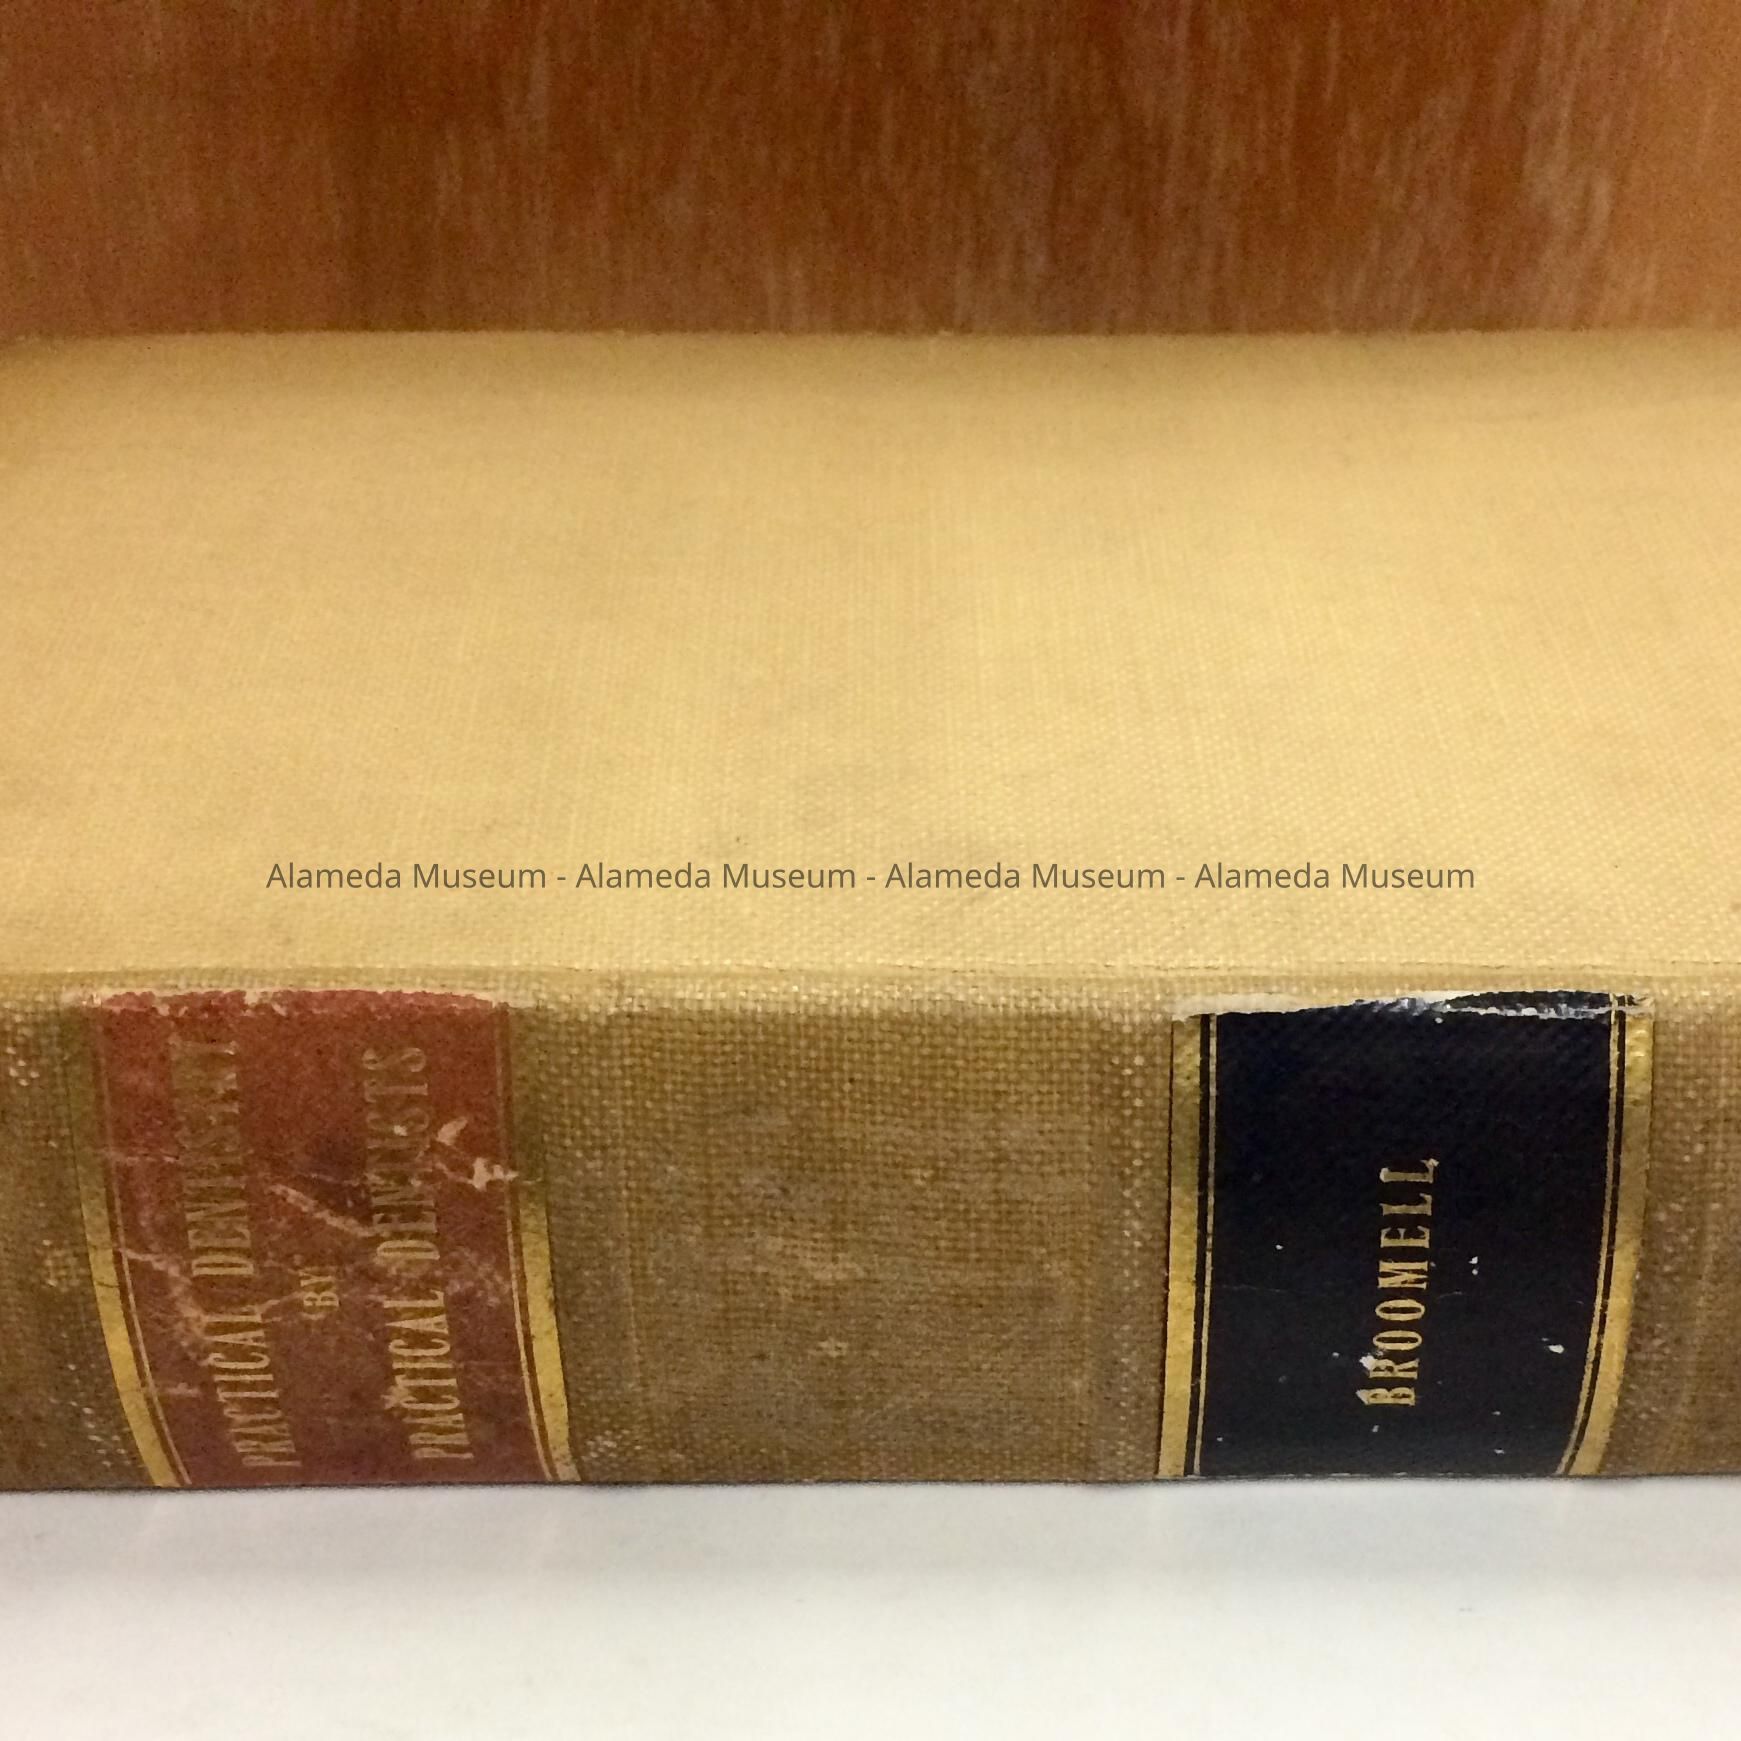 PRACTICAL DENTISTRY
BY
PRACTICAL DENTISTS
BROOMELL
Alameda Museum - Alameda Museum - Alameda Museum - Alameda Museum